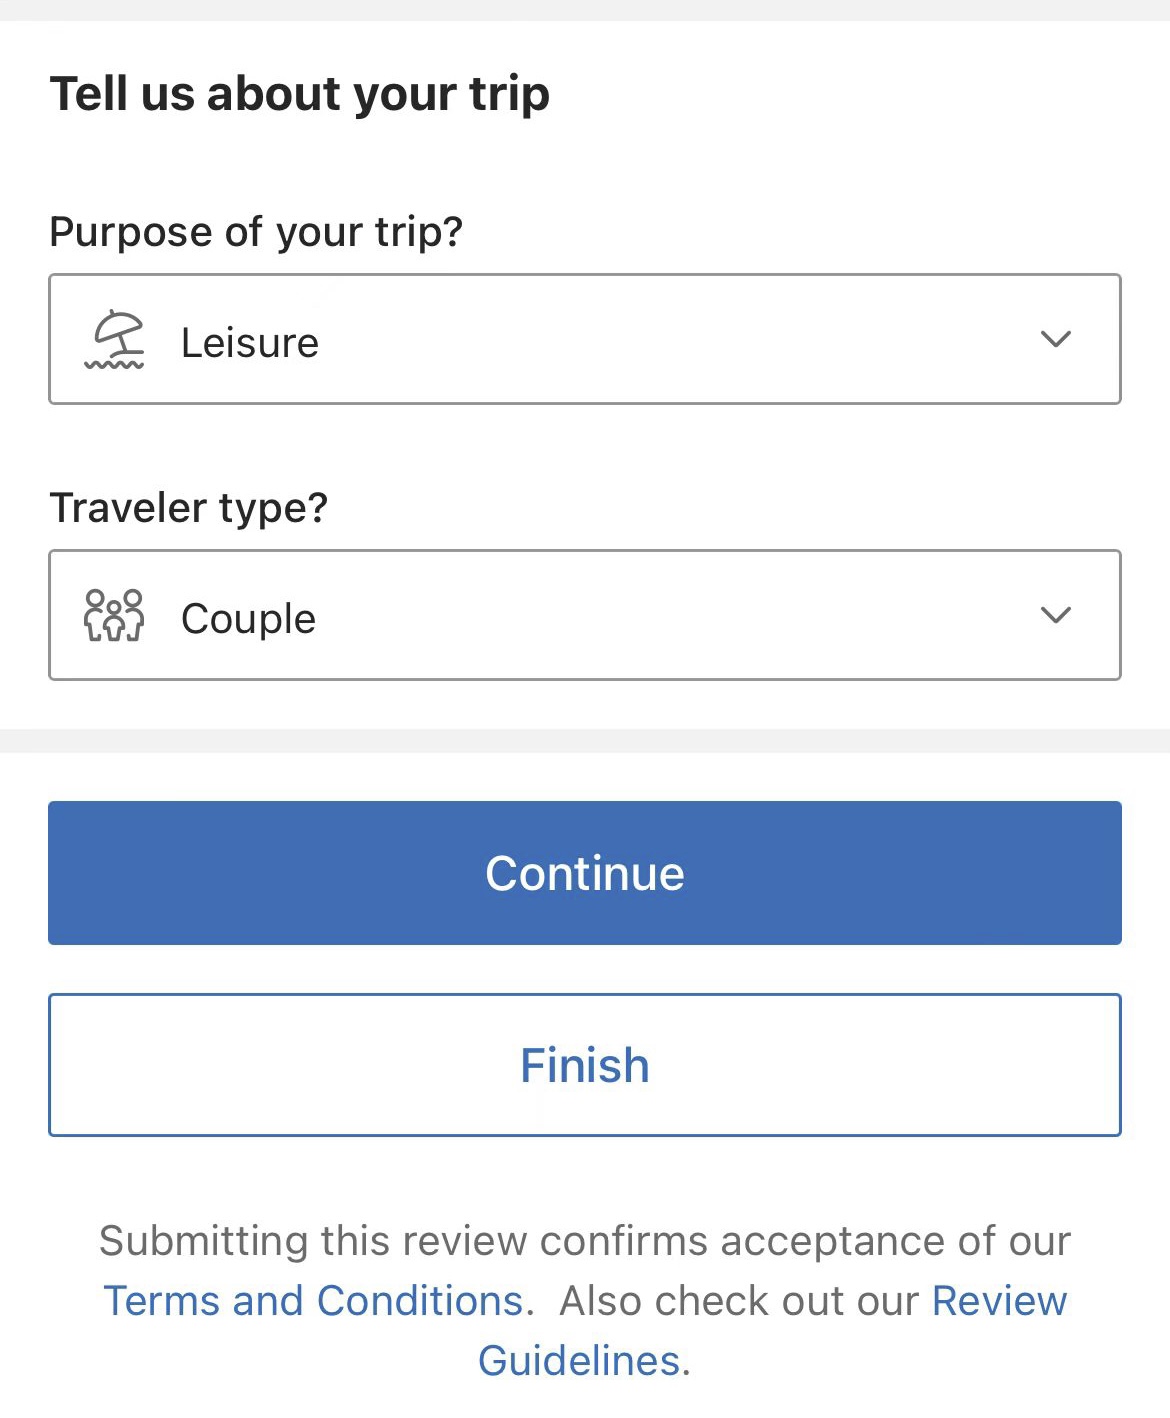 Tell us about your trip
Purpose of your trip?
Leisure
Traveler type?
Couple
Continue
Finish
Submitting this review confirms acceptance of our
Terms and Conditions. Also check out our Review
Guidelines.